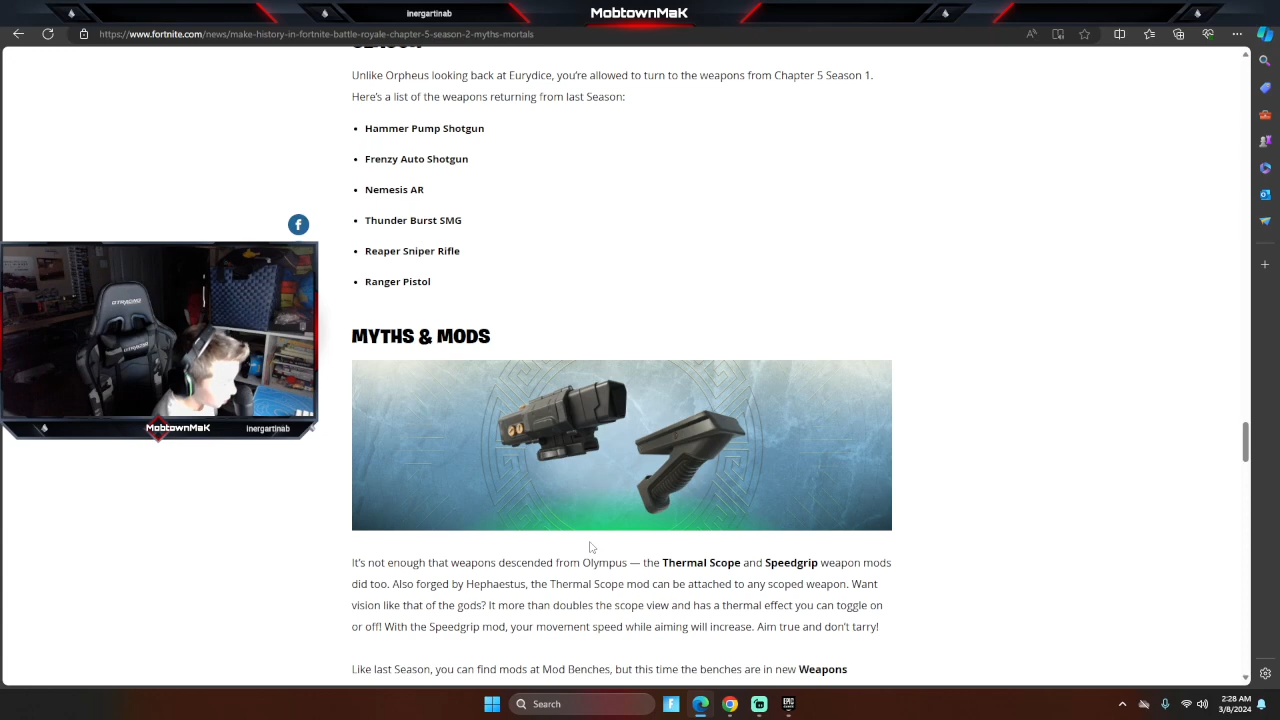 inergartinab
MobtownMaK
https://www.fortnite.com/news/make-history-in-fortnite-battle-royale-chapter-5-season-2-myths-mortals
Unlike Orpheus looking back at Eurydice, you're allowed to turn to the weapons from Chapter 5 Season 1.
Here's a list of the weapons returning from last Season:
• Hammer Pump Shotgun
• Frenzy Auto Shotgun
• Nemesis AR
• Thunder Burst SMG
• Reaper Sniper Rifle
• Ranger Pistol
MYTHS & MODS
GTRACING
GTRACING
MobtownMaK
inergartinab
It's not enough that weapons descended from Olympus — the Thermal Scope and Speedgrip weapon mods
did too. Also forged by Hephaestus, the Thermal Scope mod can be attached to any scoped weapon. Want
vision like that of the gods? It more than doubles the scope view and has a thermal effect you can toggle on
or off! With the Speedgrip mod, your movement speed while aiming will increase. Aim true and don't tarry!
Like last Season, you can find mods at Mod Benches, but this time the benches are in new Weapons
Search
EPIC GAMES
2:28 AM
3/8/2024